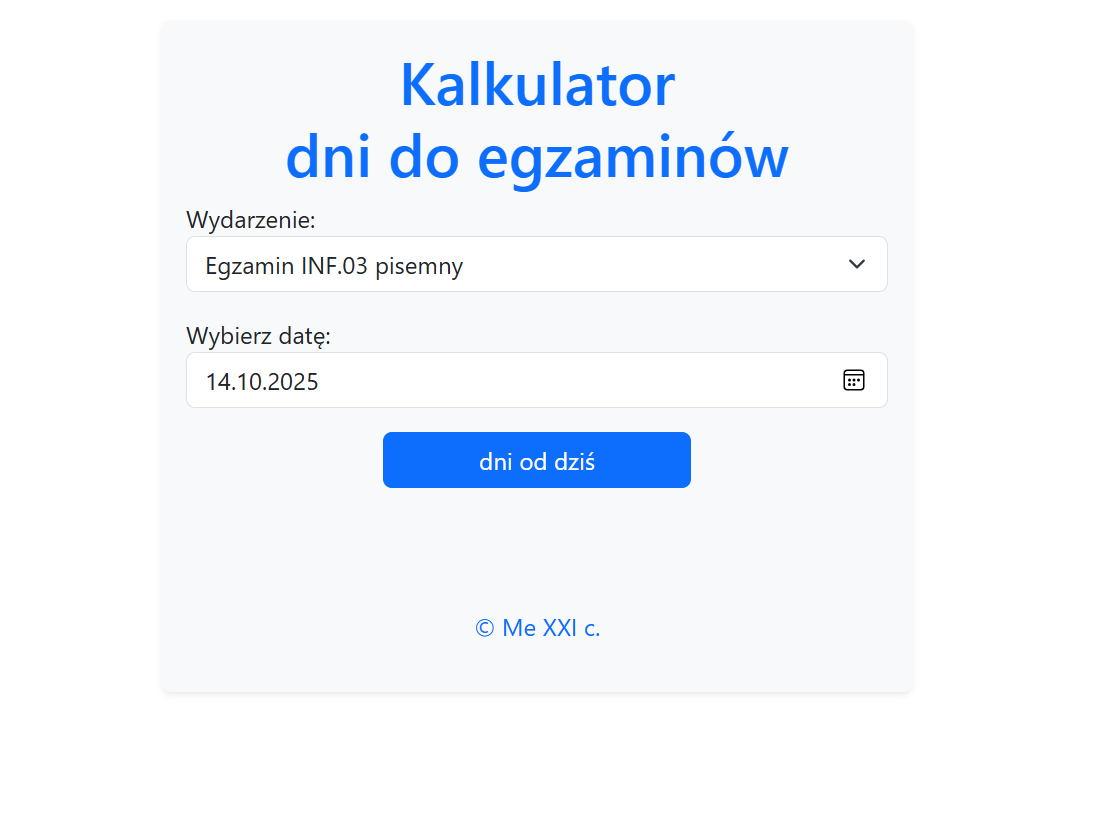 Kalkulator
dni do egzaminów
Wydarzenie:
Egzamin INF.03 pisemny
Wybierz datę:
14.10.2025
dni od dziś
© Me XXI c.